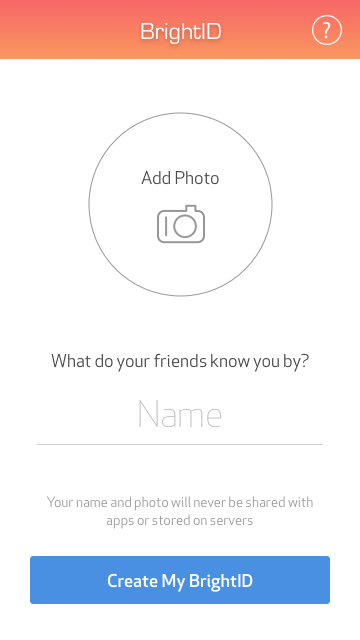 BrightID
?
Add Photo
What do your friends know you by?
Name
Your name and photo will never be shared with
apps or stored on servers
Create My BrightID